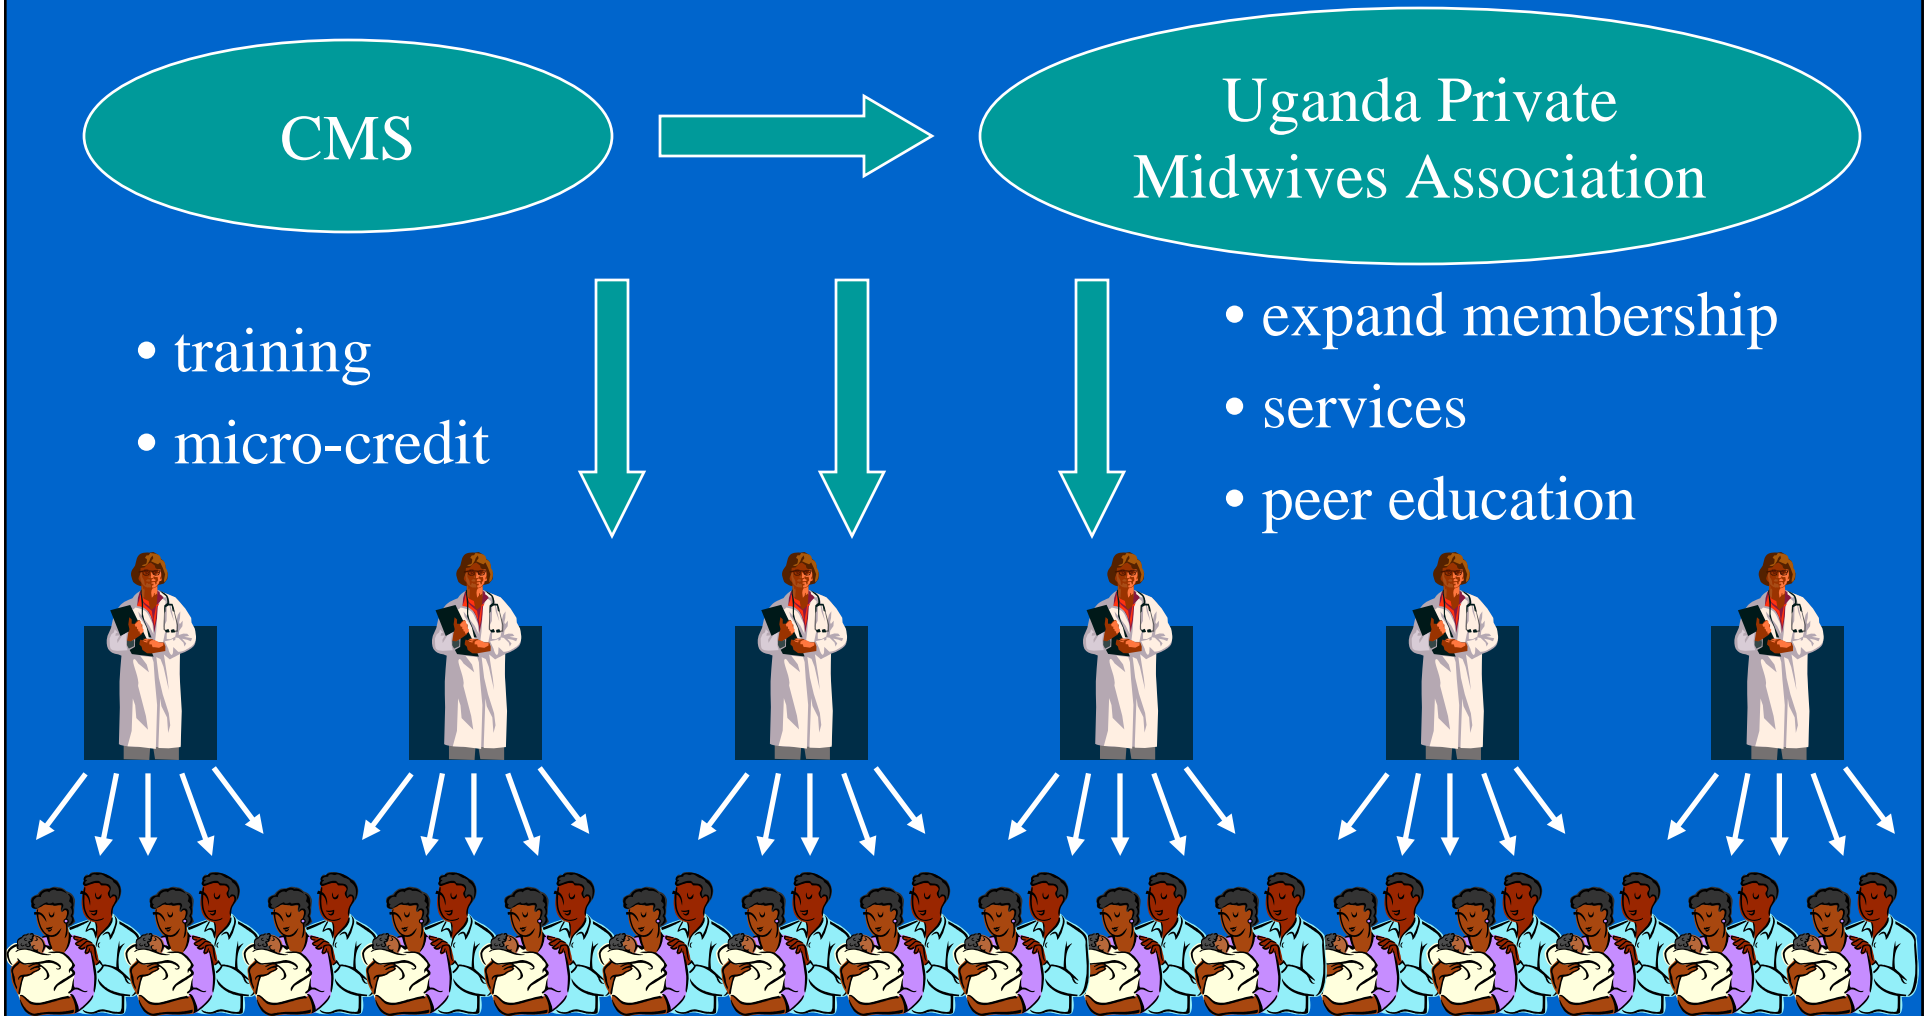 CMS
Uganda Private
Midwives Association
• training
• micro-credit
• expand membership
• services
• peer education